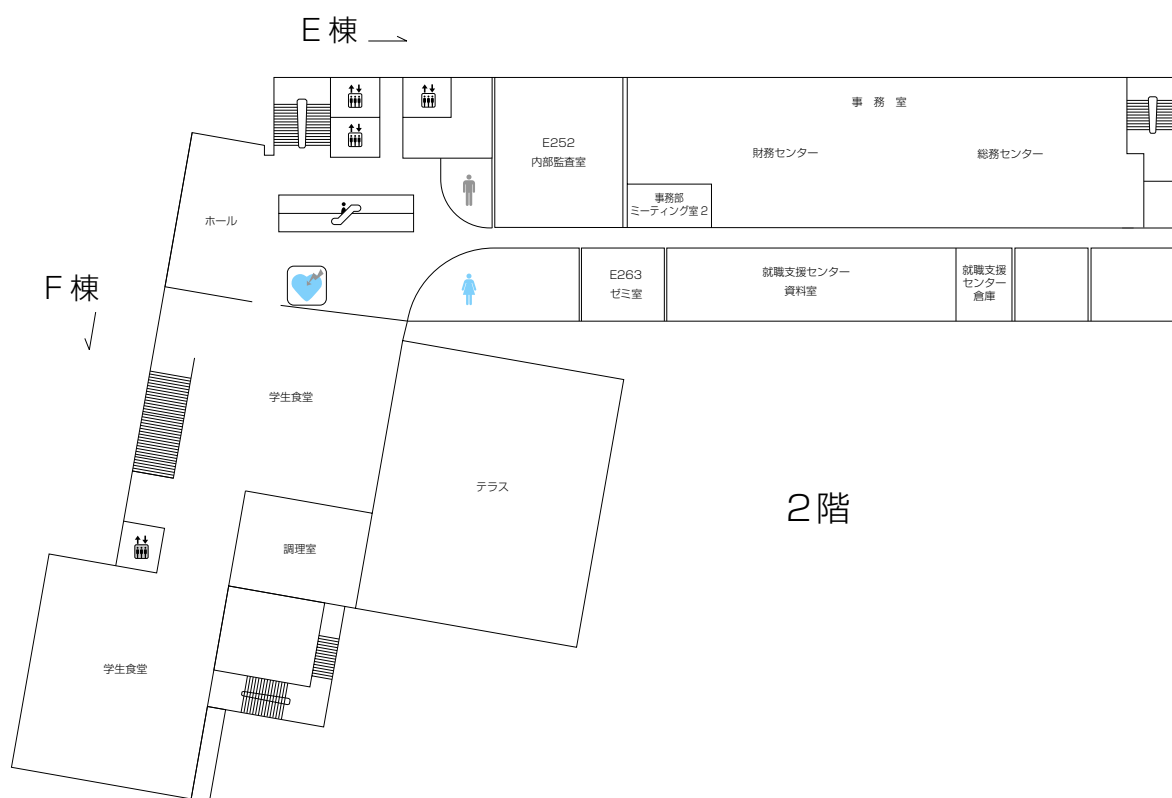 E棟
E252
内部監査室
事 務 室
財務センター
総務センター
事務部
ミーティング室2
ホール
E263
ゼミ室
就職支援センター
資料室
就職支援
センター
倉庫
F棟
学生食堂
テラス
2階
調理室
学生食堂